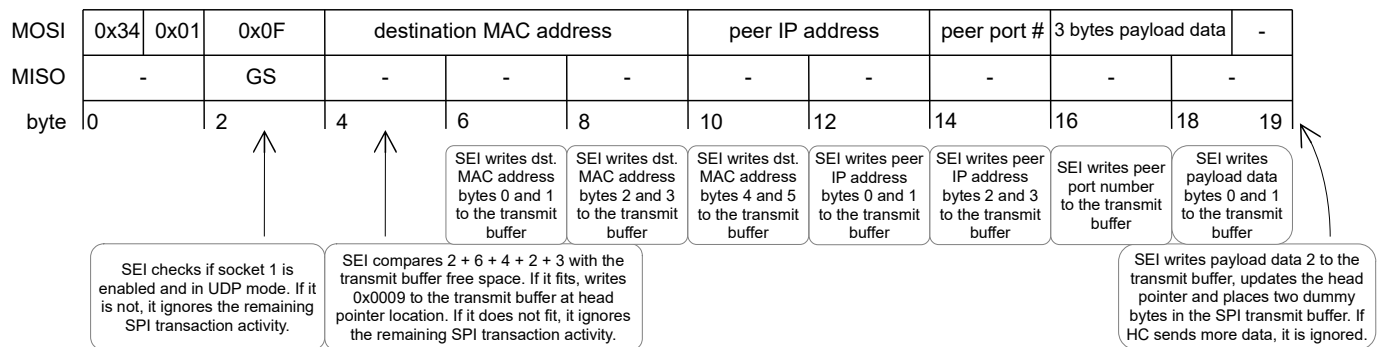 MOSI 0x34 0x01 0x0F destination MAC address peer IP address peer port # 3 bytes payload data -
MISO - GS - - - - - - - -
byte 0 2 4 6 8 10 12 14 16 18 19
SEI writes dst.
MAC address
bytes 0 and 1
to the transmit
buffer
SEI writes dst.
MAC address
bytes 2 and 3
to the transmit
buffer
SEI writes dst.
MAC address
bytes 4 and 5
to the transmit
buffer
SEI writes peer
IP address
bytes 0 and 1
to the transmit
buffer
SEI writes peer
IP address
bytes 2 and 3
to the transmit
buffer
SEI writes peer
port number
to the transmit
buffer
SEI writes
payload data
bytes 0 and 1
to the transmit
buffer
SEI checks if socket 1 is
enabled and in UDP mode. If it
is not, it ignores the remaining
SPI transaction activity.
SEI compares 2 + 6 + 4 + 2 + 3 with the
transmit buffer free space. If it fits, writes
0x0009 to the transmit buffer at head
pointer location. If it does not fit, it ignores
the remaining SPI transaction activity.
SEI writes payload data 2 to the
transmit buffer, updates the head
pointer and places two dummy
bytes in the SPI transmit buffer. If
HC sends more data, it is ignored.